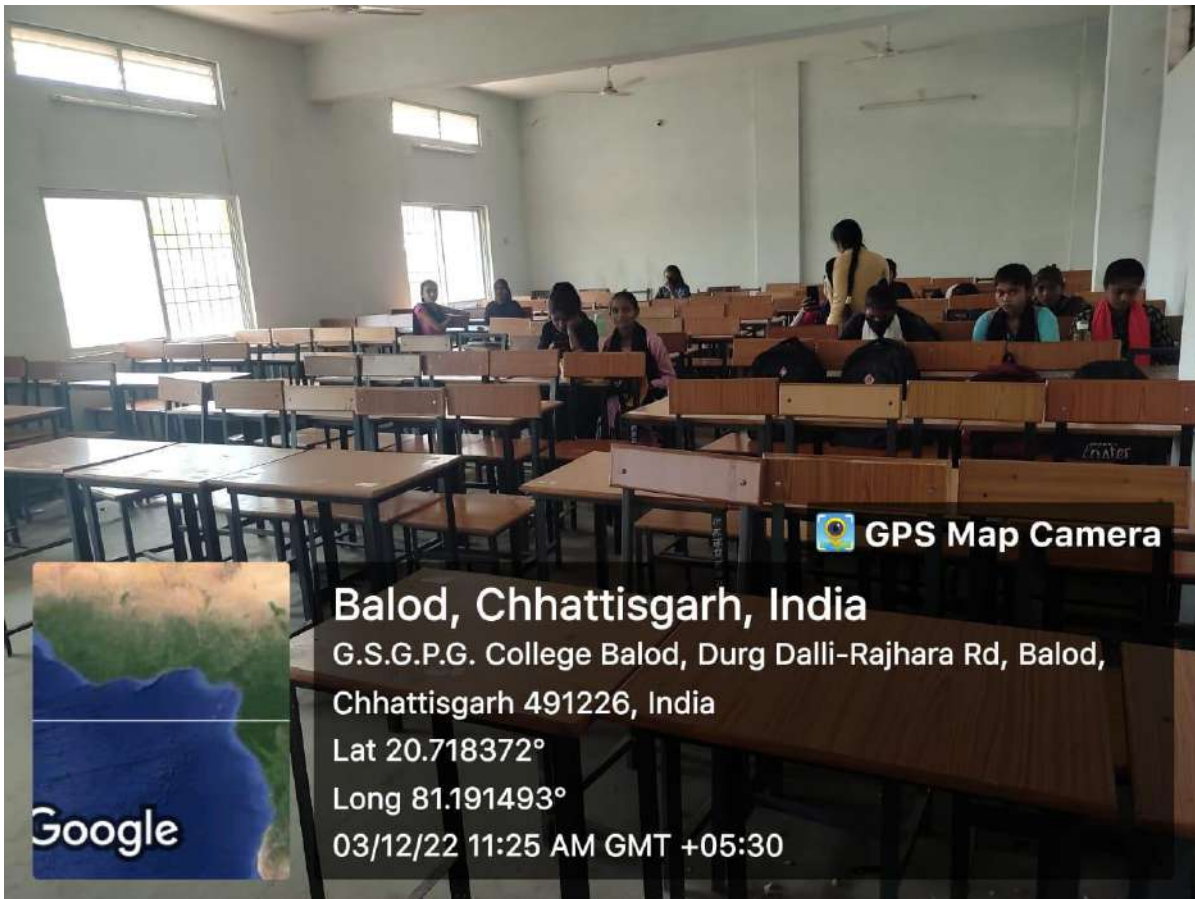 GPS Map Camera
Balod, Chhattisgarh, India
G.S.G.P.G. College Balod, Durg Dalli-Rajhara Rd, Balod,
Chhattisgarh 491226, India
Lat 20.718372°
Long 81.191493°
03/12/22 11:25 AM GMT +05:30
Google